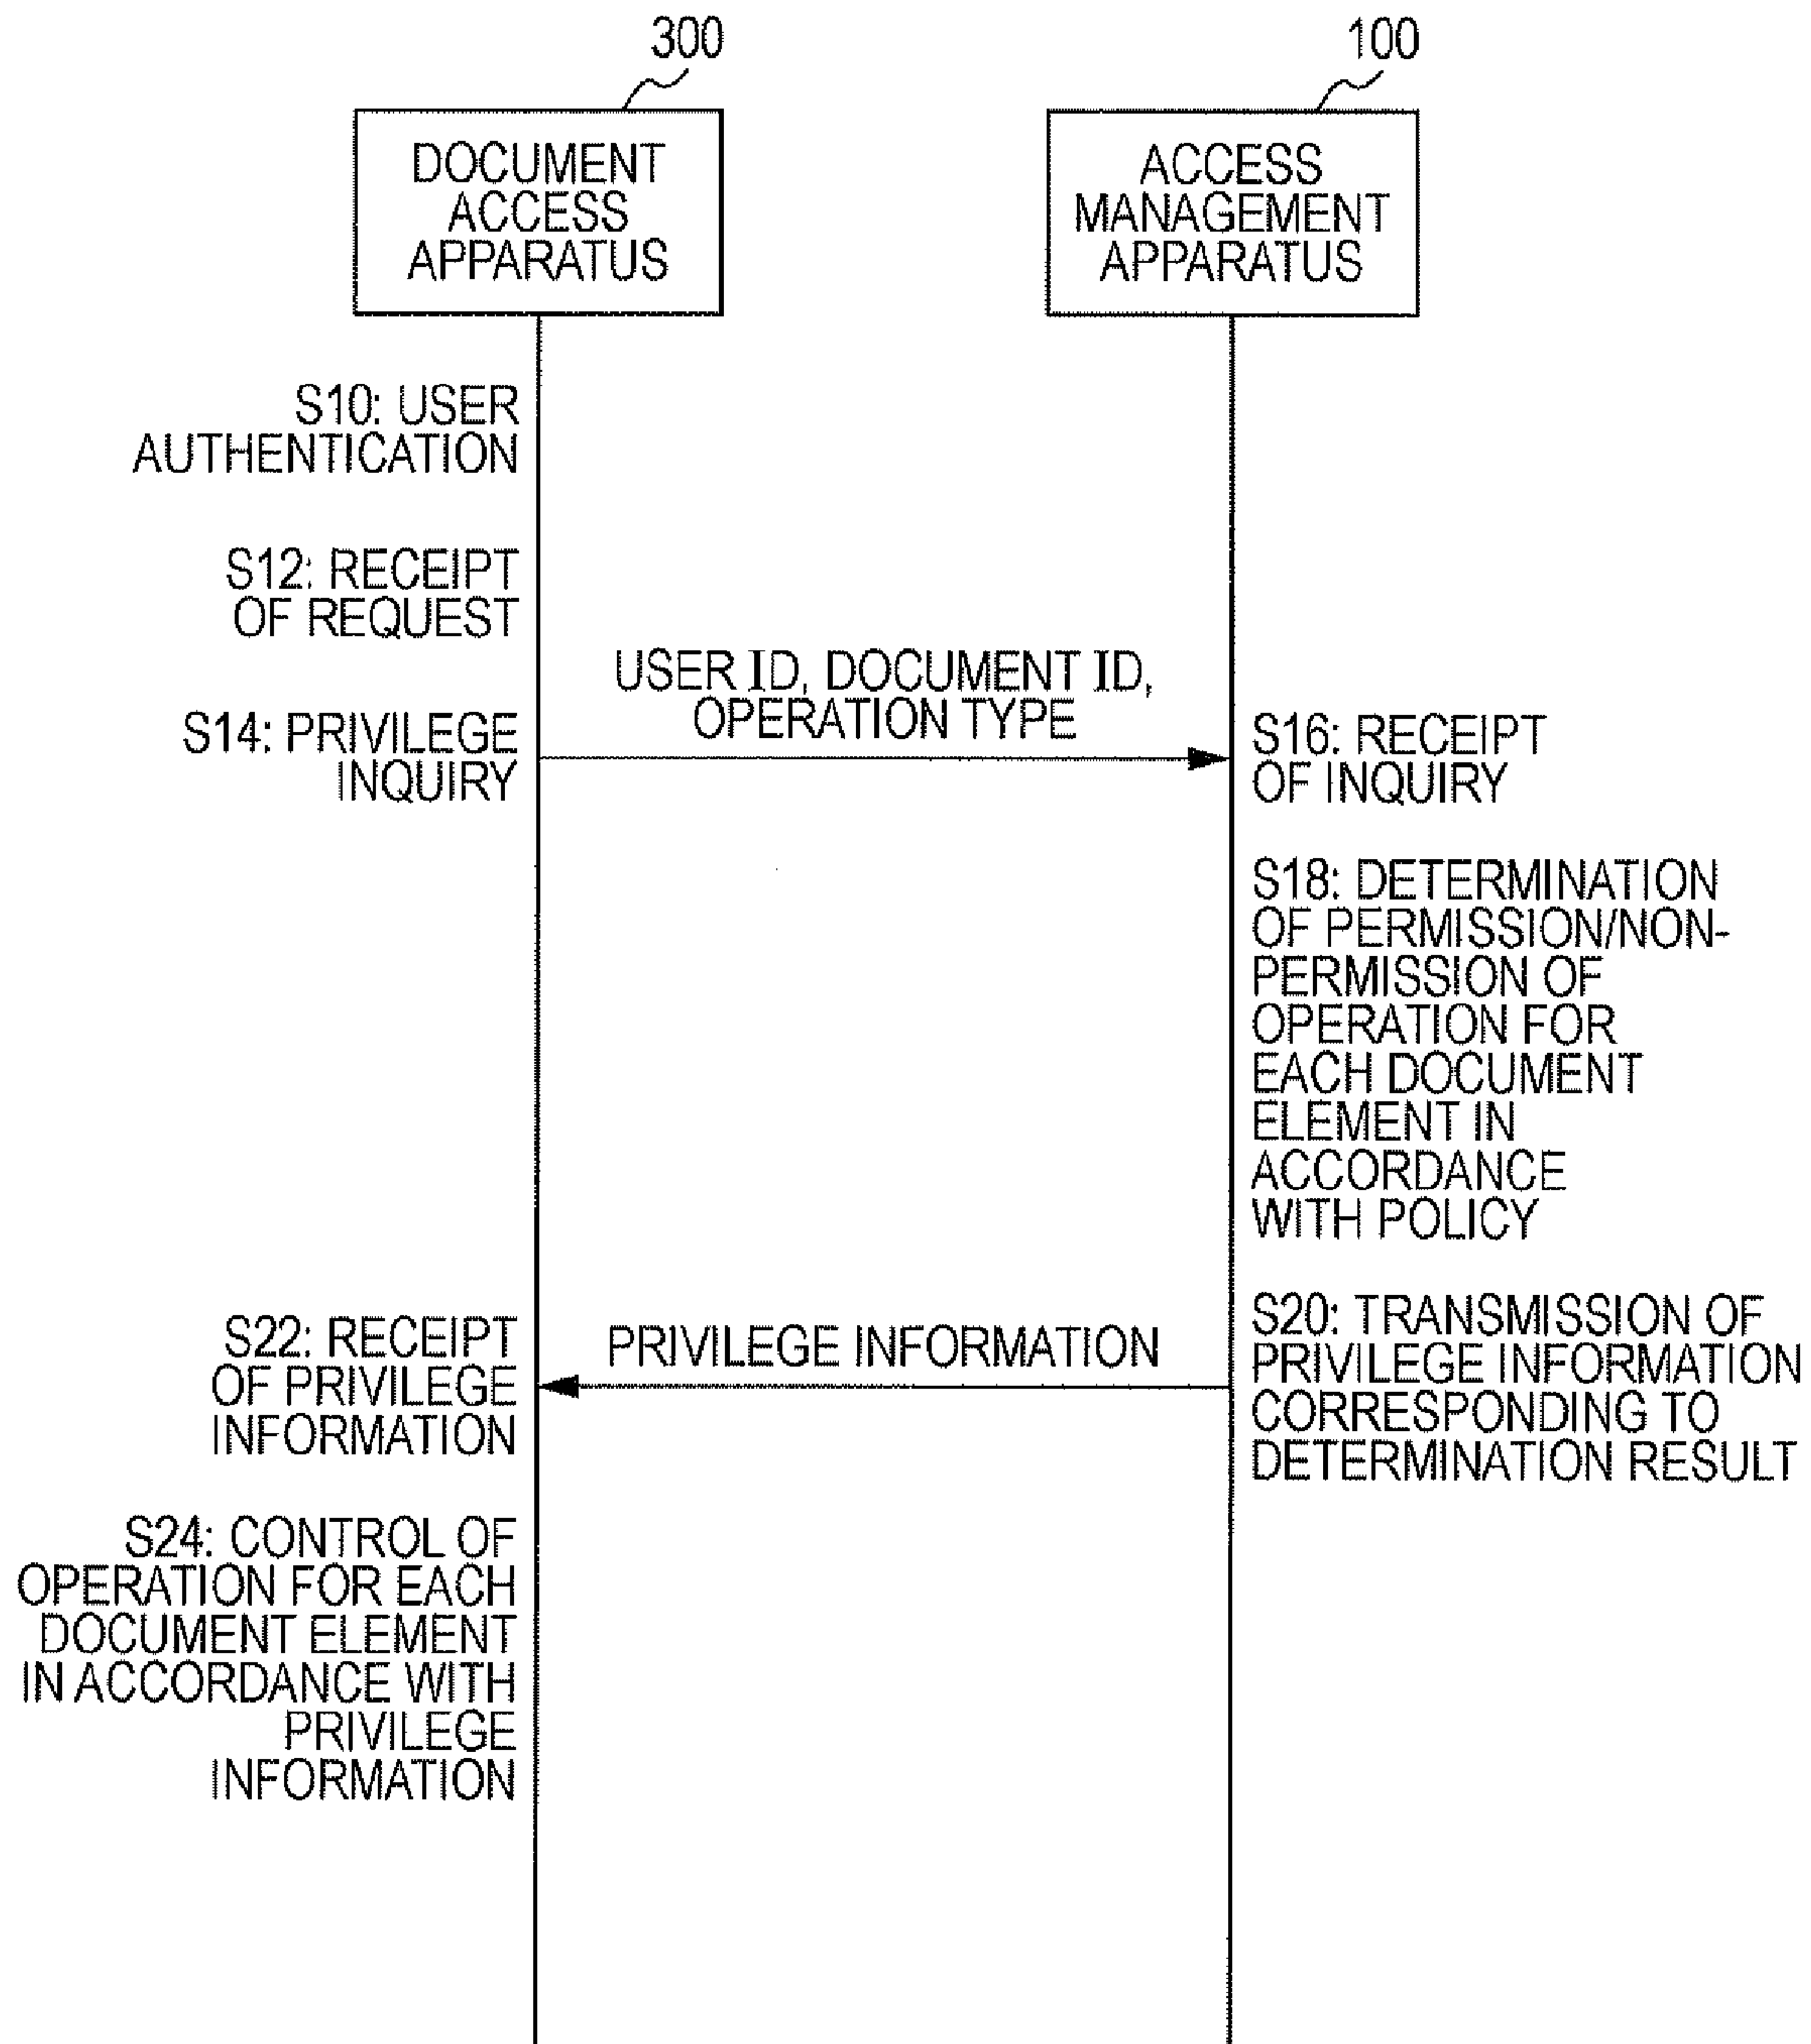 300
100
DOCUMENT
ACCESS
APPARATUS
ACCESS
MANAGEMENT
APPARATUS
S10: USER
AUTHENTICATION
S12: RECEIPT
OF REQUEST
USER ID, DOCUMENT ID,
OPERATION TYPE
S14: PRIVILEGE
INQUIRY
S16: RECEIPT
OF INQUIRY
S18: DETERMINATION
OF PERMISSION/NON-
PERMISSION OF
OPERATION FOR
EACH DOCUMENT
ELEMENT IN
ACCORDANCE
WITH POLICY
S20: TRANSMISSION OF
PRIVILEGE INFORMATION
CORRESPONDING TO
DETERMINATION RESULT
PRIVILEGE INFORMATION
S22: RECEIPT
OF PRIVILEGE
INFORMATION
S24: CONTROL OF
OPERATION FOR EACH
DOCUMENT ELEMENT
IN ACCORDANCE WITH
PRIVILEGE
INFORMATION